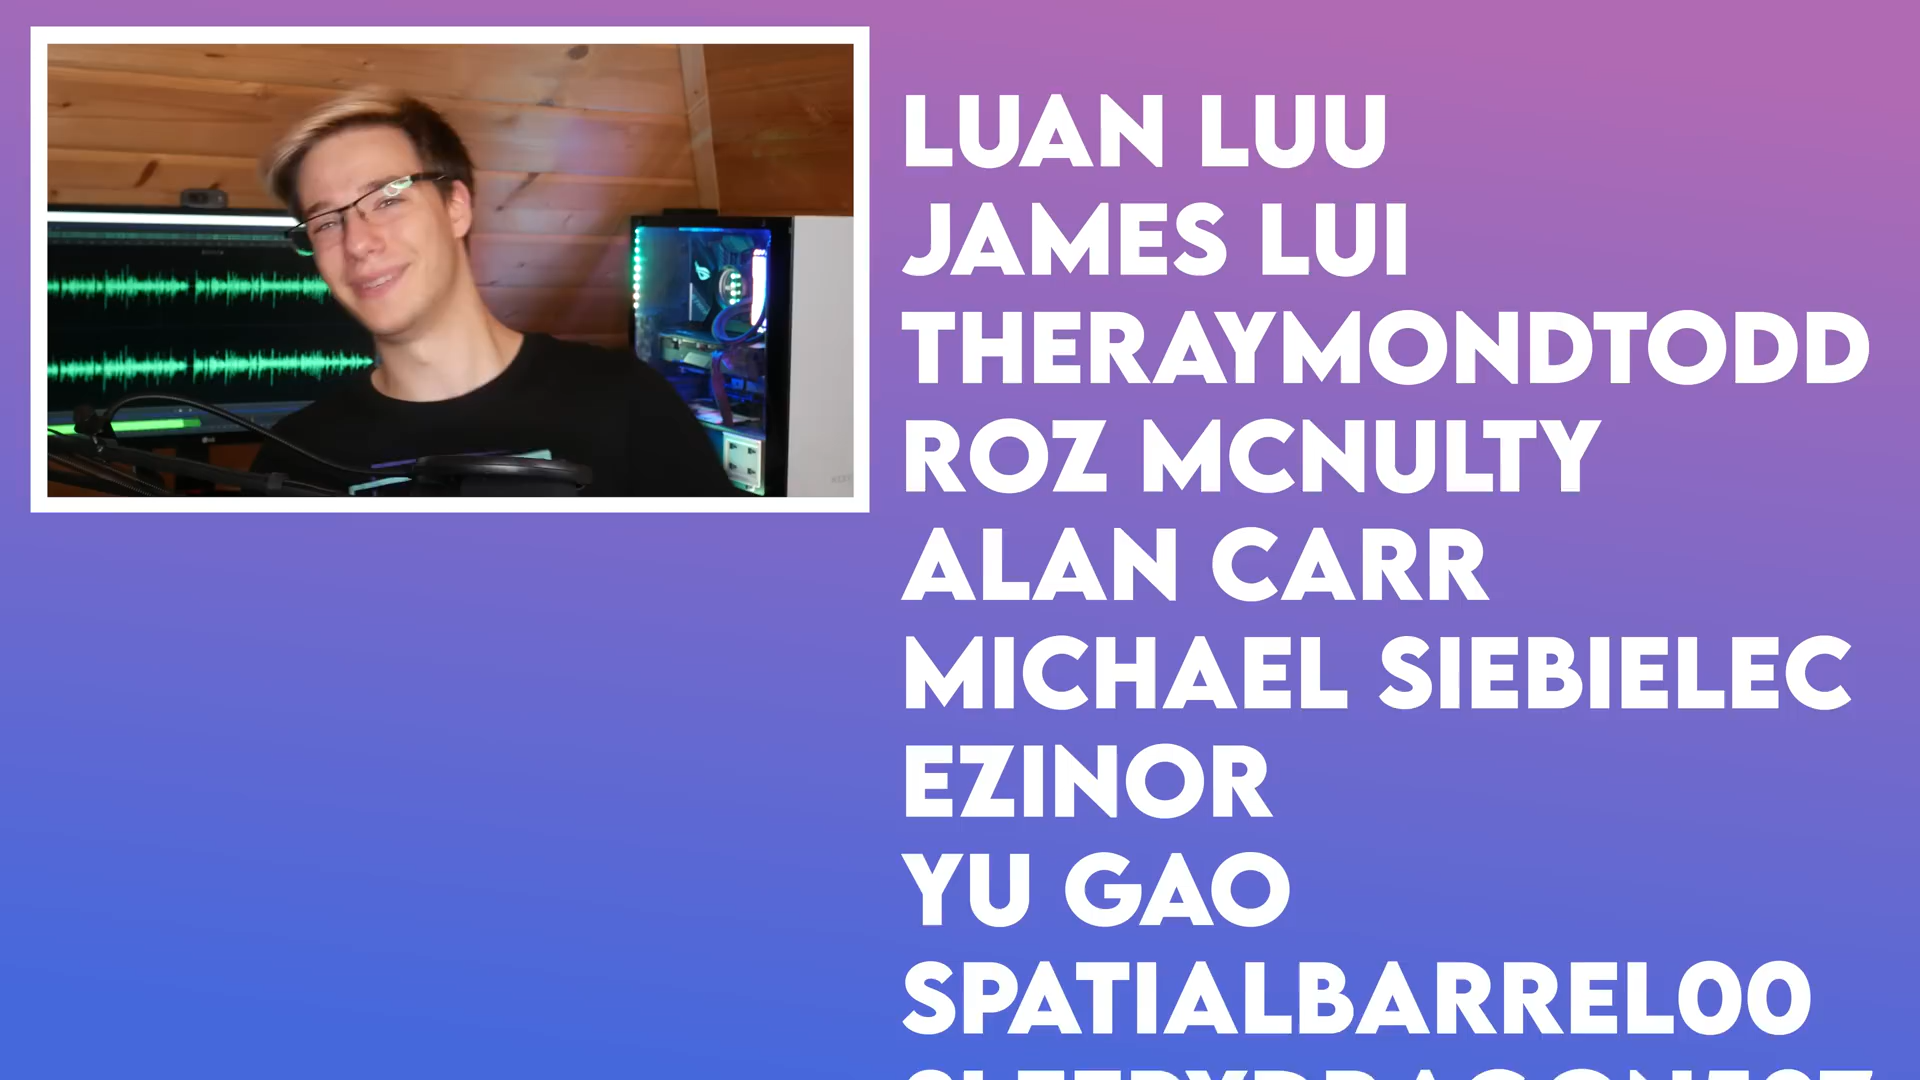 LUAN LUU
JAMES LUI
THERAYMONDTODD
ROZ MCNULTY
ALAN CARR
MICHAEL SIEBIELEC
EZINOR
YU GAO
SPATIALBARREL00